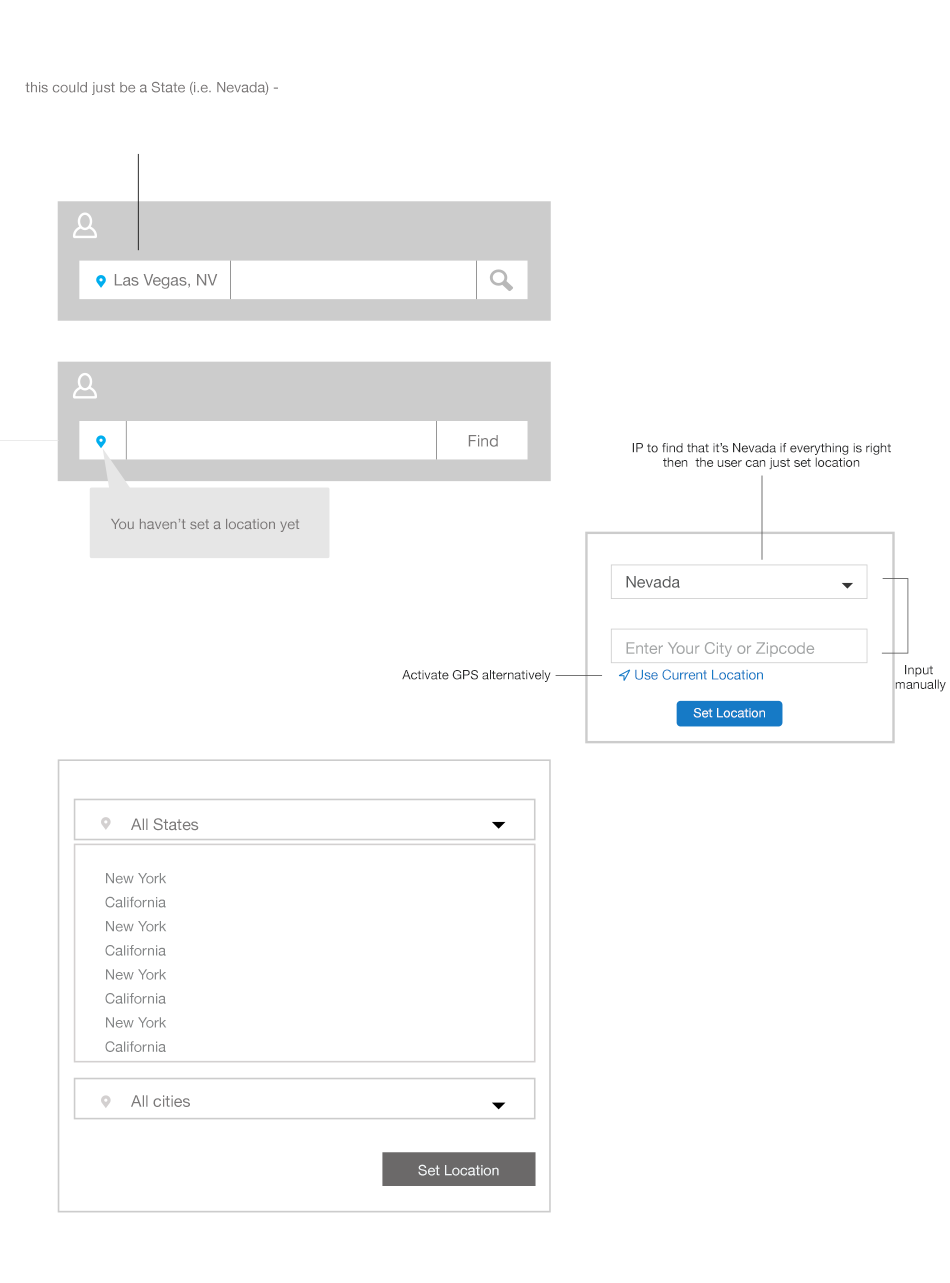 this could just be a State (i.e. Nevada) -
Las Vegas, NV
Find
You haven't set a location yet
IP to find that it's Nevada if everything is right
then  the user can just set location
Nevada
Enter Your City or Zipcode
Activate GPS alternatively
Use Current Location
Input
manually
Set Location
All States
New York
California
New York
California
New York
California
New York
California
All cities
Set Location